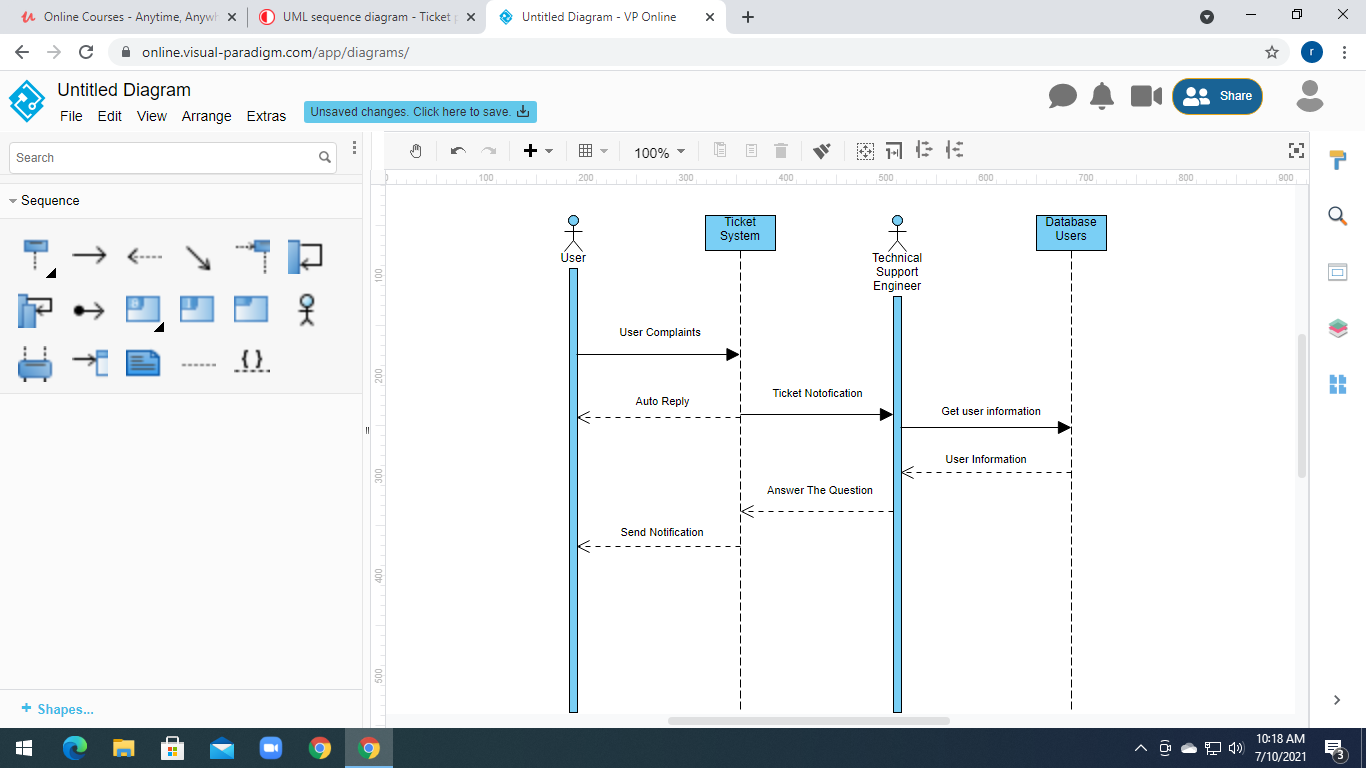 Online Courses - Anytime, Anywh
UML sequence diagram - Ticket p
Untitled Diagram - VP Online
online.visual-paradigm.com/app/diagrams/
r
Untitled Diagram
File Edit View Arrange Extras
Unsaved changes. Click here to save.
Share
Search
100%
Sequence
100 200 300 400 500 600 700 800 900
100
200
300
400
500
User
Ticket
System
Technical
Support
Engineer
Database
Users
User Complaints
Auto Reply
Ticket Notofication
Get user information
User Information
Answer The Question
Send Notification
+ Shapes...
10:18 AM
7/10/2021
3